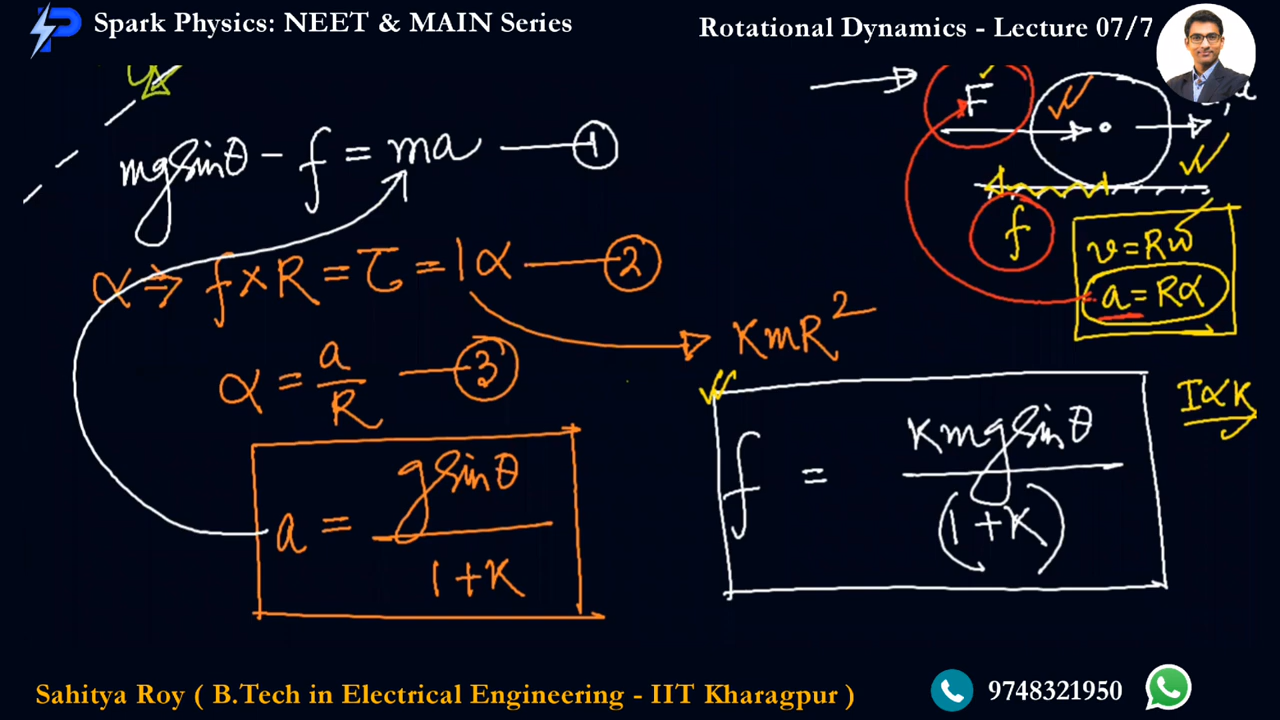 Spark Physics: NEET & MAIN Series
Rotational Dynamics - Lecture 07/7
mg sinθ - f = ma — ①
α ⇒ f × R = τ = Iα — ②
KmR²
α = a/R — ③
a = g sinθ / 1+K
f = Kmg sinθ / (1+K)
F
f
v = Rω
a = Rα
I α K
Sahitya Roy ( B.Tech in Electrical Engineering - IIT Kharagpur )
9748321950